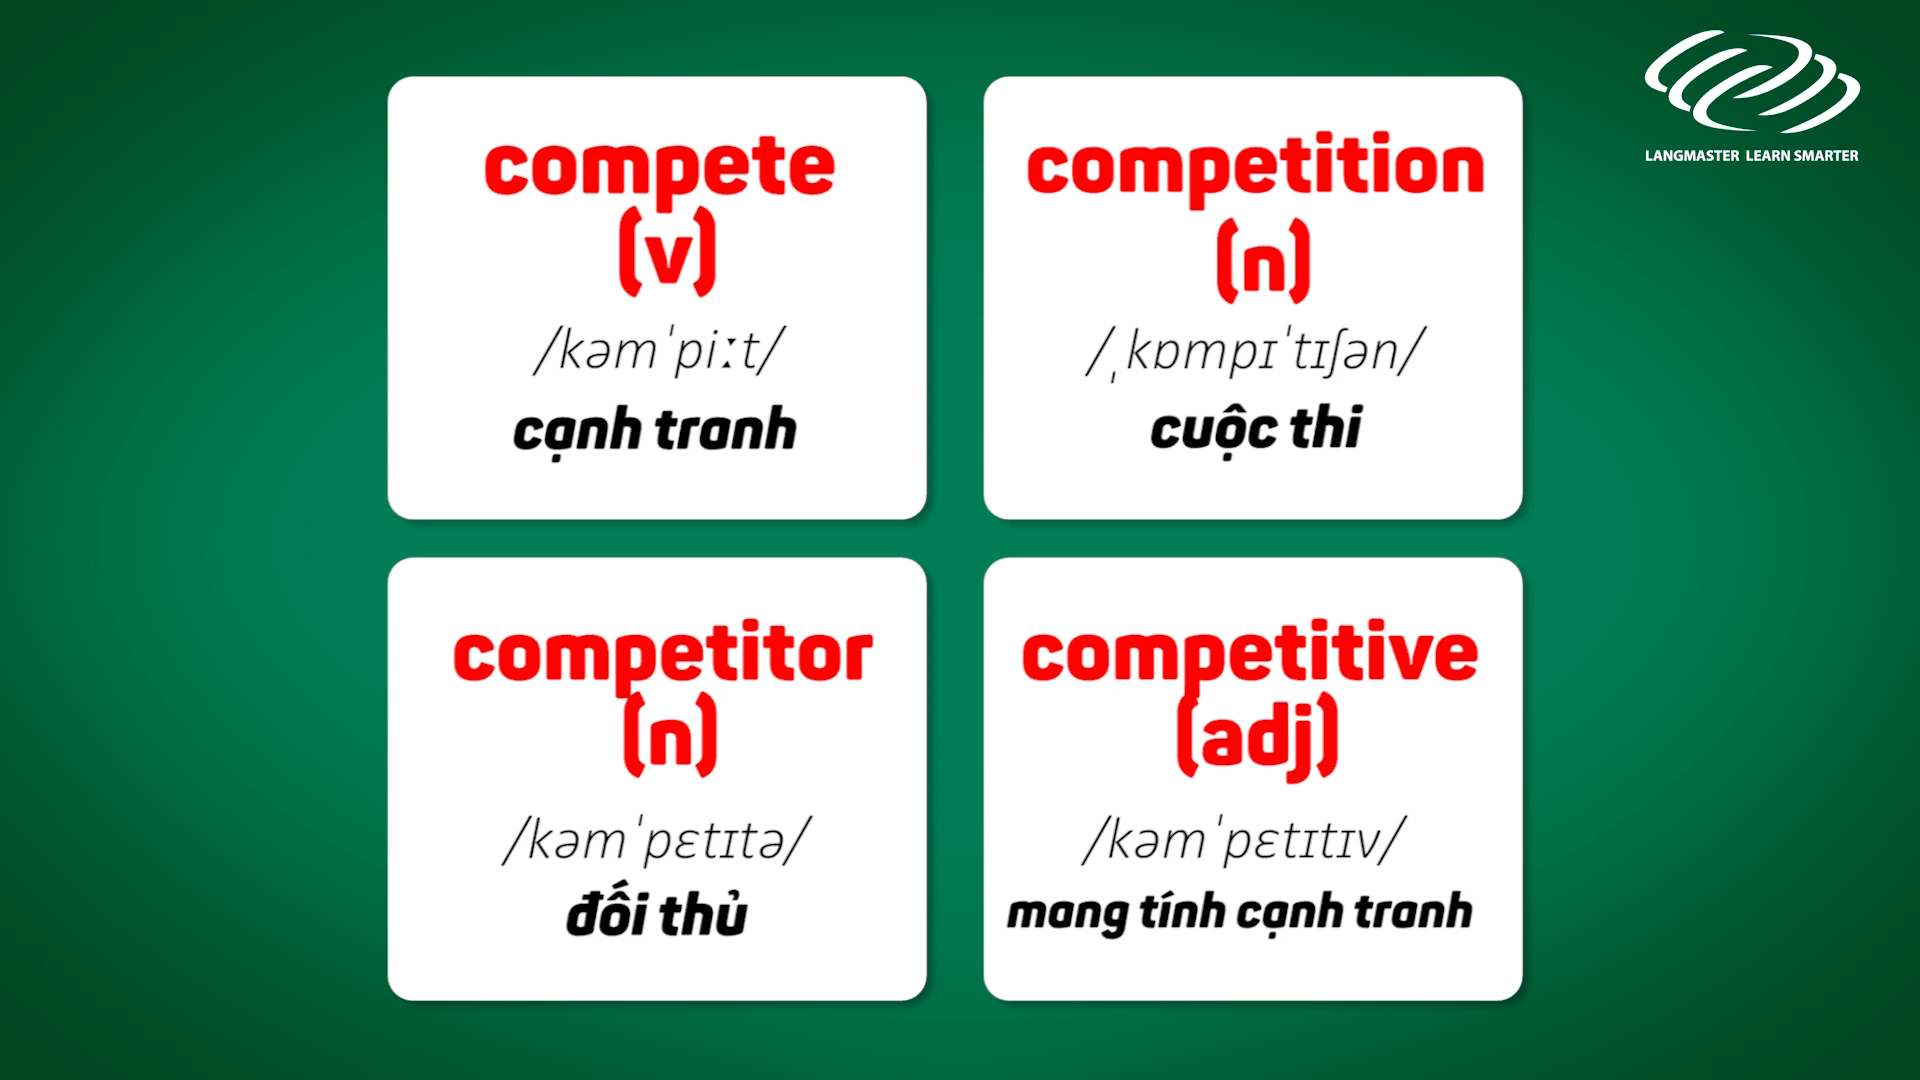 LANGMASTER LEARN SMARTER
compete
(v)
/kəmˈpiːt/
cạnh tranh
competition
(n)
/ˌkɒmpɪˈtɪʃən/
cuộc thi
competitor
(n)
/kəmˈpɛtɪtə/
đối thủ
competitive
(adj)
/kəmˈpɛtɪtɪv/
mang tính cạnh tranh